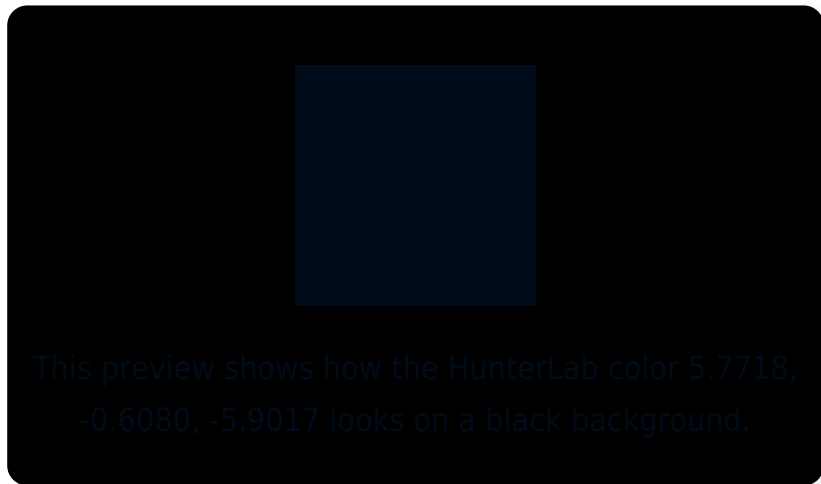 This preview shows how the HunterLab color 5.7718,
-0.6080, -5.9017 looks on a black background.